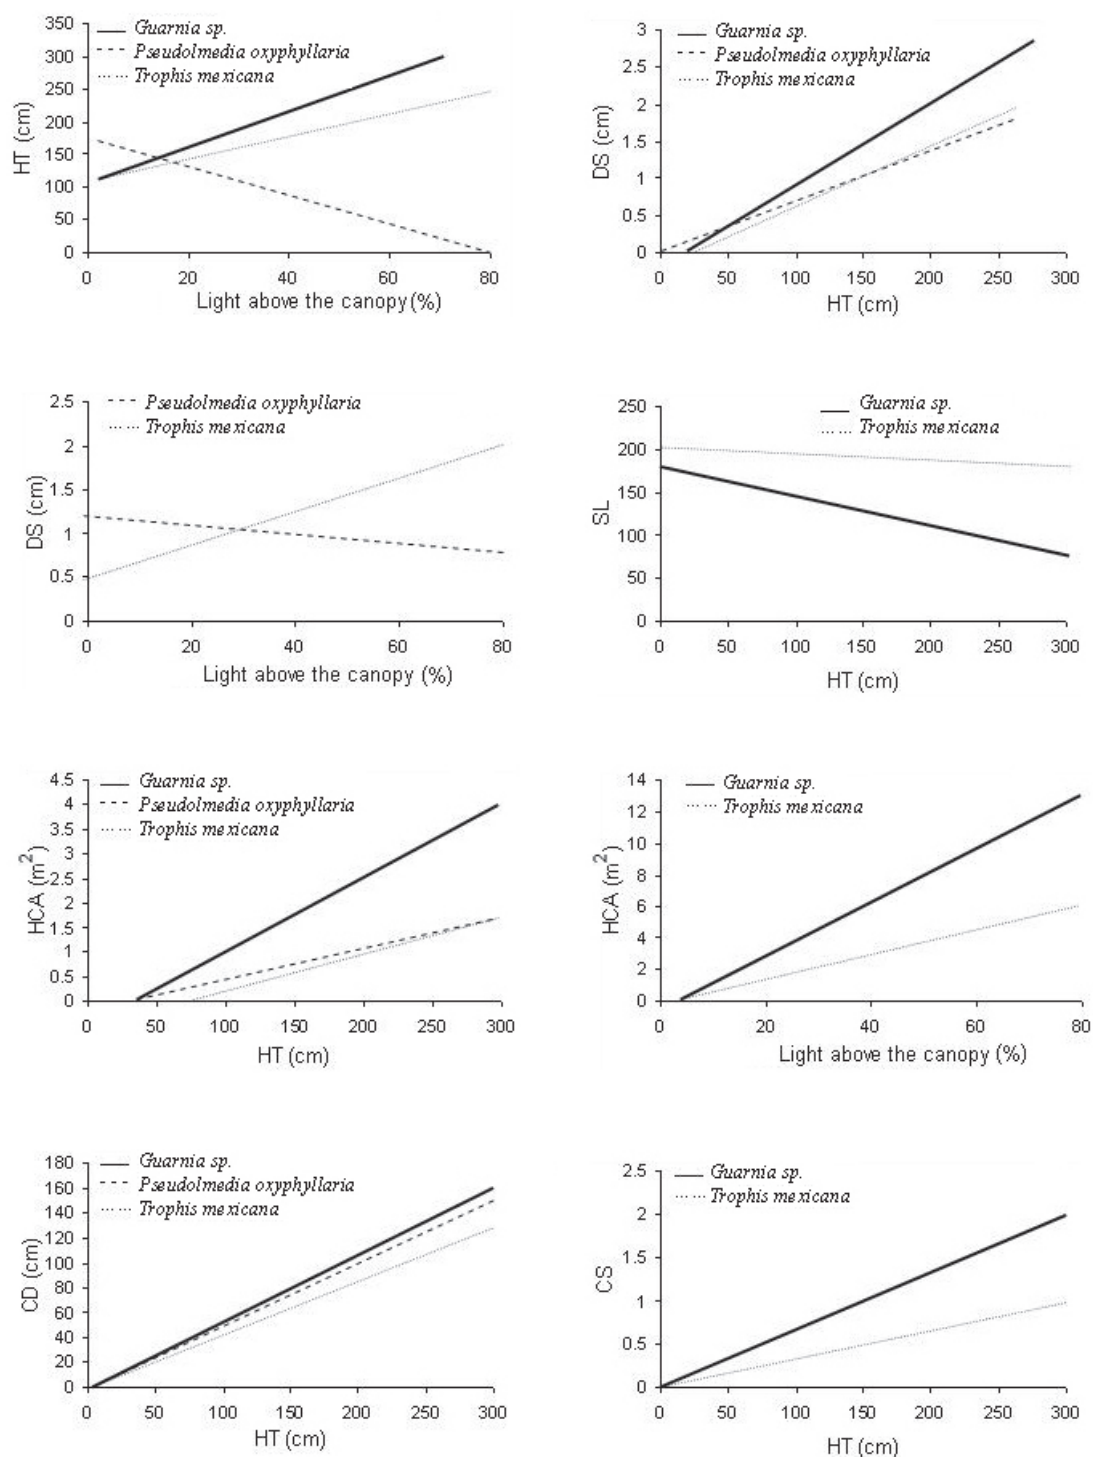 350
300
250
200
150
100
50
0
HT (cm)
Guarnia sp.
Pseudolmedia oxyphyllaria
Trophis mexicana
0 20 40 60 80
Light above the canopy (%)
3
2.5
2
1.5
1
0.5
0
DS (cm)
Guarnia sp.
Pseudolmedia oxyphyllaria
Trophis mexicana
0 50 100 150 200 250 300
HT (cm)
2.5
2
1.5
1
0.5
0
DS (cm)
Pseudolmedia oxyphyllaria
Trophis mexicana
0 20 40 60 80
Light above the canopy (%)
250
200
150
100
50
0
SL
Guarnia sp.
Trophis mexicana
0 50 100 150 200 250 300
HT (cm)
4.5
4
3.5
3
2.5
2
1.5
1
0.5
0
HCA (m²)
Guarnia sp.
Pseudolmedia oxyphyllaria
Trophis mexicana
0 50 100 150 200 250 300
HT (cm)
14
12
10
8
6
4
2
0
HCA (m²)
Guarnia sp.
Trophis mexicana
0 20 40 60 80
Light above the canopy (%)
180
160
140
120
100
80
60
40
20
0
CD (cm)
Guarnia sp.
Pseudolmedia oxyphyllaria
Trophis mexicana
0 50 100 150 200 250 300
HT (cm)
2.5
2
1.5
1
0.5
0
CS
Guarnia sp.
Trophis mexicana
0 50 100 150 200 250 300
HT (cm)